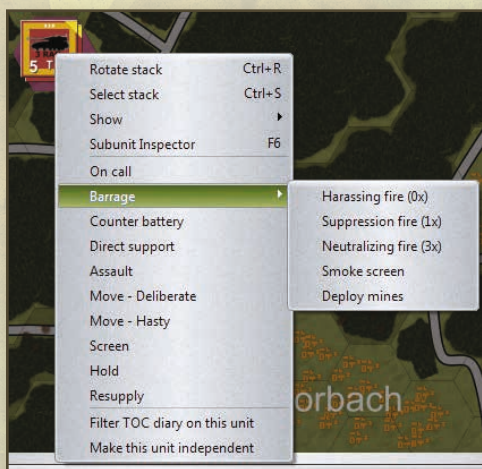 5
Rotate stack Ctrl+R
Select stack Ctrl+S
Show
Subunit Inspector F6
On call
Barrage
Counter battery
Direct support
Assault
Move - Deliberate
Move - Hasty
Screen
Hold
Resupply
Filter TOC diary on this unit
Make this unit independent
Harassing fire (0x)
Suppression fire (1x)
Neutralizing fire (3x)
Smoke screen
Deploy mines
orbach